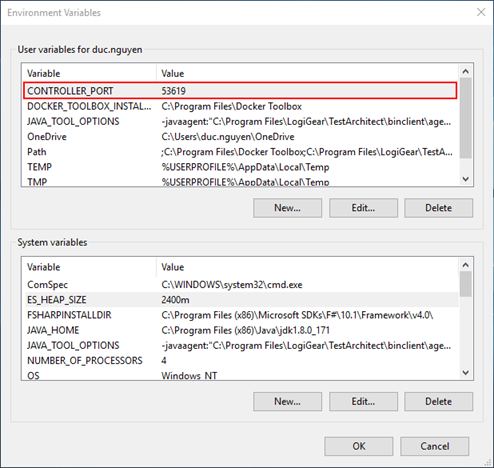 Environment Variables
User variables for duc.nguyen
Variable Value
CONTROLLER_PORT 53619
DOCKER_TOOLBOX_INSTAL... C:\Program Files\Docker Toolbox
JAVA_TOOL_OPTIONS -javaagent:"C:\Program Files\LogiGear\TestArchitect\binclient\age...
OneDrive C:\Users\duc.nguyen\OneDrive
Path ;C:\Program Files\Docker Toolbox;C:\Program Files\LogiGear\TestA...
TEMP %USERPROFILE%\AppData\Local\Temp
TMP %USERPROFILE%\AppData\Local\Temp
New... Edit... Delete
System variables
Variable Value
ComSpec C:\WINDOWS\system32\cmd.exe
ES_HEAP_SIZE 2400m
FSHARPINSTALLDIR C:\Program Files (x86)\Microsoft SDKs\F#\10.1\Framework\v4.0\
JAVA_HOME C:\Program Files (x86)\Java\jdk1.8.0_171
JAVA_TOOL_OPTIONS -javaagent:"C:\Program Files\LogiGear\TestArchitect\binclient\age...
NUMBER_OF_PROCESSORS 4
OS Windows_NT
New... Edit... Delete
OK Cancel